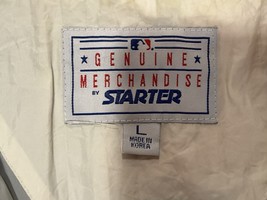 GENUINE
MERCHANDISE
BY STARTER
L
MADE IN
KOREA